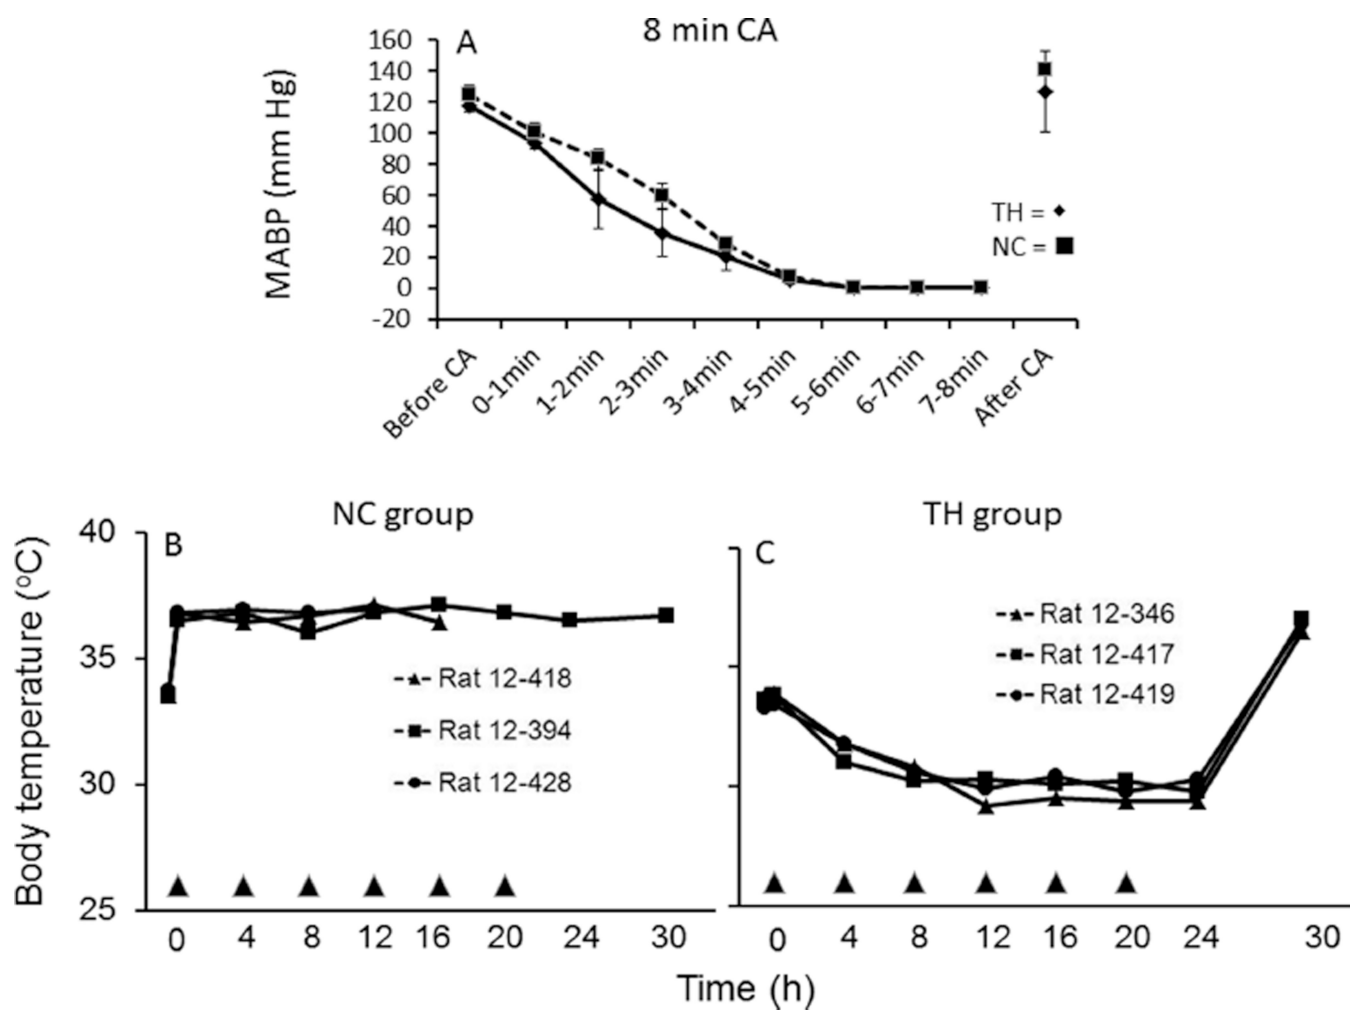 8 min CA
A
MABP (mm Hg)
160
140
120
100
80
60
40
20
0
-20
TH =
NC =
Before CA
0-1min
1-2min
2-3min
3-4min
4-5min
5-6min
6-7min
7-8min
After CA
NC group
B
Body temperature (ºC)
40
35
30
25
Rat 12-418
Rat 12-394
Rat 12-428
0 4 8 12 16 20 24 30
TH group
C
Rat 12-346
Rat 12-417
Rat 12-419
0 4 8 12 16 20 24 30
Time (h)